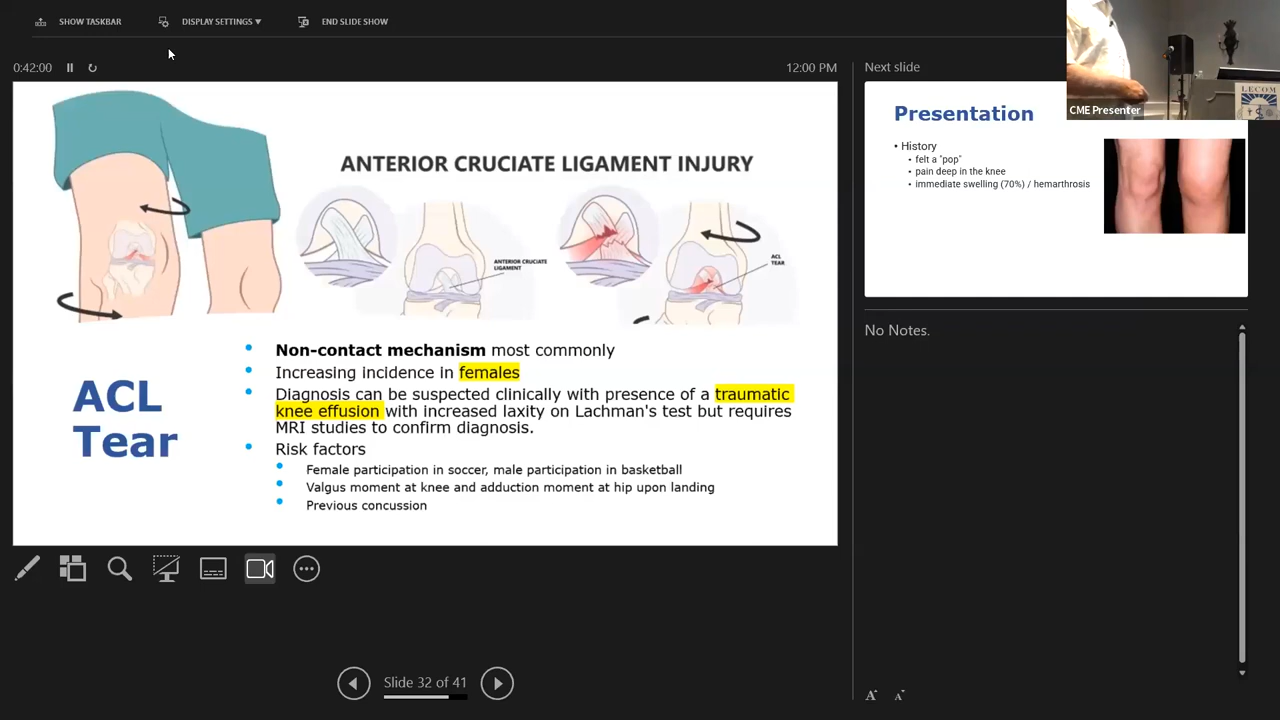 SHOW TASKBAR
DISPLAY SETTINGS ▼
END SLIDE SHOW
0:42:00
12:00 PM
Next slide
CME Presenter
LECOM
ANTERIOR CRUCIATE LIGAMENT INJURY
ANTERIOR CRUCIATE
LIGAMENT
ACL
TEAR
ACL
Tear
• Non-contact mechanism most commonly
• Increasing incidence in females
• Diagnosis can be suspected clinically with presence of a traumatic
knee effusion with increased laxity on Lachman's test but requires
MRI studies to confirm diagnosis.
• Risk factors
• Female participation in soccer, male participation in basketball
• Valgus moment at knee and adduction moment at hip upon landing
• Previous concussion
Presentation
• History
• felt a "pop"
• pain deep in the knee
• immediate swelling (70%) / hemarthrosis
No Notes.
Slide 32 of 41
A A